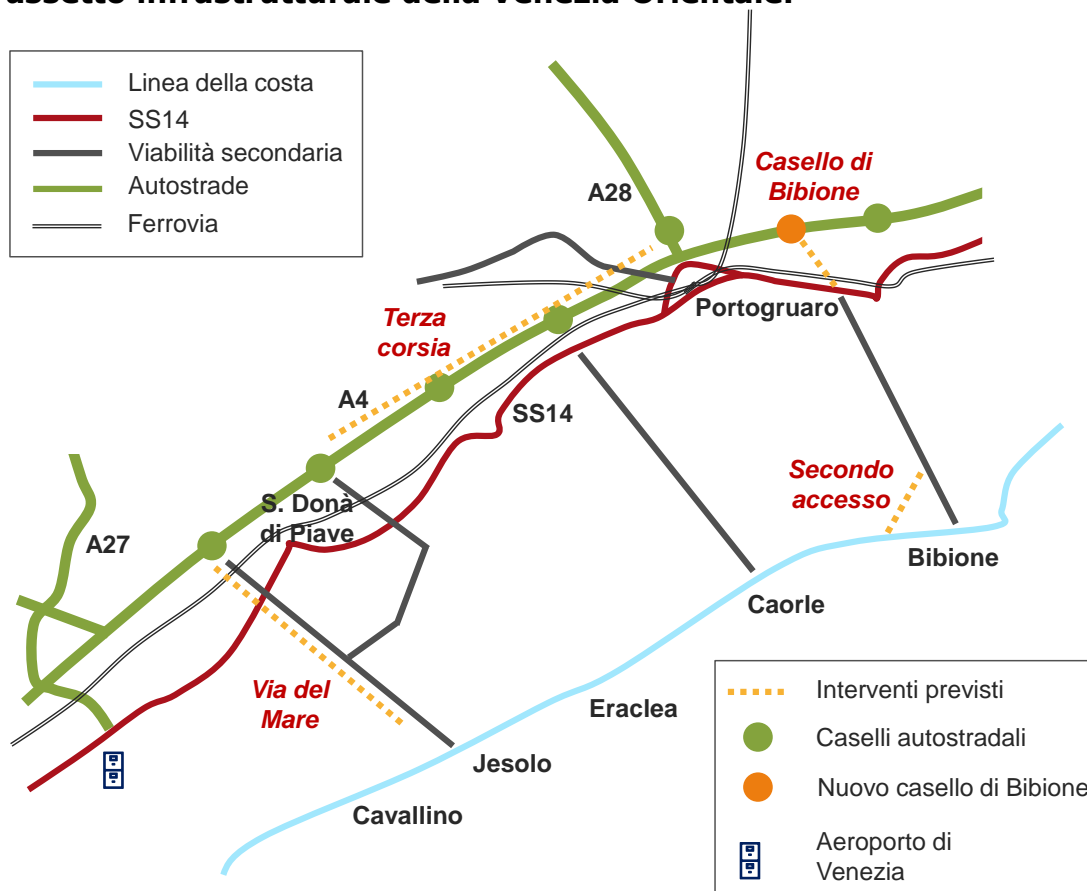 assetto infrastrutturale della Venezia Orientale.
Linea della costa
SS14
Viabilità secondaria
Autostrade
Ferrovia
A28
Casello di
Bibione
Terza
corsia
Portogruaro
A4
SS14
Secondo
accesso
S. Donà
di Piave
A27
Bibione
Caorle
Via del
Mare
Eraclea
Jesolo
Cavallino
Interventi previsti
Caselli autostradali
Nuovo casello di Bibione
Aeroporto di
Venezia